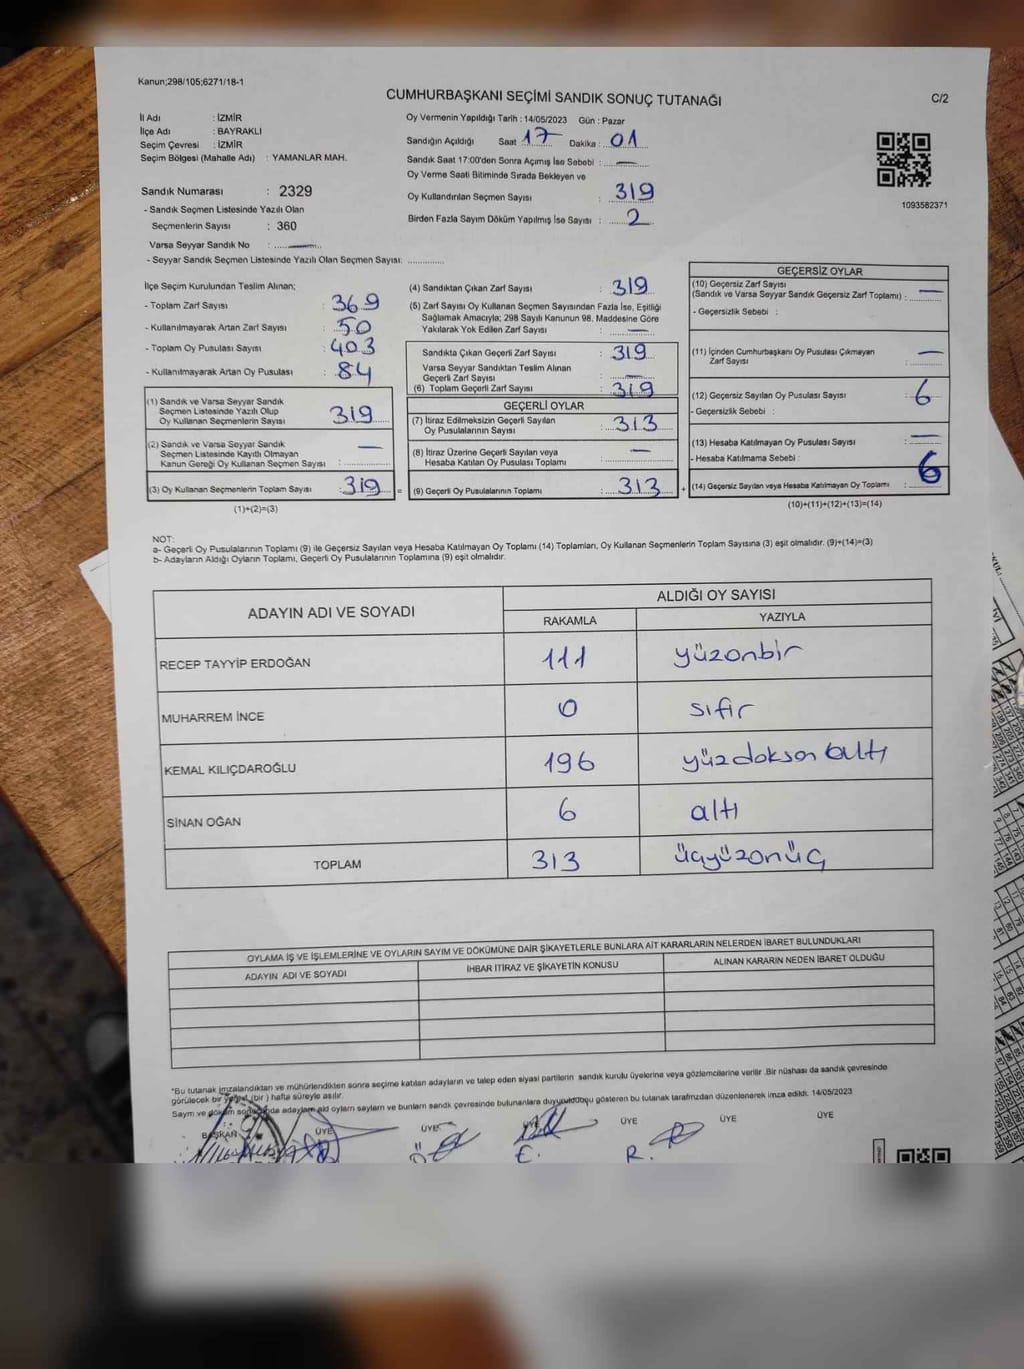 Kanun;298/105;6271/18-1
CUMHURBAŞKANI SEÇİMİ SANDIK SONUÇ TUTANAĞI
C/2
İl Adı : İZMİR
İlçe Adı : BAYRAKLI
Seçim Çevresi : İZMİR
Seçim Bölgesi (Mahalle Adı) : YAMANLAR MAH.
Sandık Numarası : 2329
- Sandık Seçmen Listesinde Yazılı Olan
Seçmenlerin Sayısı : 360
Varsa Seyyar Sandık No : —
- Seyyar Sandık Seçmen Listesinde Yazılı Olan Seçmen Sayısı: ............
Oy Vermenin Yapıldığı Tarih : 14/05/2023 Gün : Pazar
Sandığın Açıldığı Saat 17 Dakika : 01
Sandık Saat 17:00'den Sonra Açmış İse Sebebi : —
Oy Verme Saati Bitiminde Sırada Bekleyen ve
Oy Kullandırılan Seçmen Sayısı : 319
Birden Fazla Sayım Döküm Yapılmış İse Sayısı : 2
1093582371
İlçe Seçim Kurulundan Teslim Alınan;
- Toplam Zarf Sayısı : 369
- Kullanılmayarak Artan Zarf Sayısı : 50
- Toplam Oy Pusulası Sayısı : 403
- Kullanılmayarak Artan Oy Pusulası : 84
(1) Sandık ve Varsa Seyyar Sandık
Seçmen Listesinde Yazılı Olup
Oy Kullanan Seçmenlerin Sayısı : 319
(2) Sandık ve Varsa Seyyar Sandık
Seçmen Listesinde Kayıtlı Olmayan
Kanun Gereği Oy Kullanan Seçmen Sayısı : —
(3) Oy Kullanan Seçmenlerin Toplam Sayısı : 319 =
(1)+(2)=(3)
(4) Sandıktan Çıkan Zarf Sayısı : 319
(5) Zarf Sayısı Oy Kullanan Seçmen Sayısından Fazla İse, Eşitliği
Sağlamak Amacıyla; 298 Sayılı Kanunun 98. Maddesine Göre
Yakılarak Yok Edilen Zarf Sayısı : —
Sandıkta Çıkan Geçerli Zarf Sayısı : 319
Varsa Seyyar Sandıktan Teslim Alınan
Geçerli Zarf Sayısı : —
(6) Toplam Geçerli Zarf Sayısı : 319
GEÇERLİ OYLAR
(7) İtiraz Edilmeksizin Geçerli Sayılan
Oy Pusulalarının Sayısı : 313
(8) İtiraz Üzerine Geçerli Sayılan veya
Hesaba Katılan Oy Pusulası Toplamı : —
(9) Geçerli Oy Pusulalarının Toplamı : 313 +
GEÇERSİZ OYLAR
(10) Geçersiz Zarf Sayısı
(Sandık ve Varsa Seyyar Sandık Geçersiz Zarf Toplamı) : —
- Geçersizlik Sebebi :
(11) İçinden Cumhurbaşkanı Oy Pusulası Çıkmayan
Zarf Sayısı : —
(12) Geçersiz Sayılan Oy Pusulası Sayısı : 6
- Geçersizlik Sebebi :
(13) Hesaba Katılmayan Oy Pusulası Sayısı : —
- Hesaba Katılmama Sebebi :
(14) Geçersiz Sayılan veya Hesaba Katılmayan Oy Toplamı : 6
(10)+(11)+(12)+(13)=(14)
NOT:
a- Geçerli Oy Pusulalarının Toplamı (9) ile Geçersiz Sayılan veya Hesaba Katılmayan Oy Toplamı (14) Toplamları, Oy Kullanan Seçmenlerin Toplam Sayısına (3) eşit olmalıdır. (9)+(14)=(3)
b- Adayların Aldığı Oyların Toplamı, Geçerli Oy Pusulalarının Toplamına (9) eşit olmalıdır.
ADAYIN ADI VE SOYADI
ALDIĞI OY SAYISI
RAKAMLA YAZIYLA
RECEP TAYYİP ERDOĞAN 111 yüzonbir
MUHARREM İNCE 0 sıfır
KEMAL KILIÇDAROĞLU 196 yüzdoksanaltı
SİNAN OĞAN 6 altı
TOPLAM 313 üçyüzonüç
OYLAMA İŞ VE İŞLEMLERİNE VE OYLARIN SAYIM VE DÖKÜMÜNE DAİR ŞİKAYETLERLE BUNLARA AİT KARARLARIN NELERDEN İBARET BULUNDUKLARI
ADAYIN ADI VE SOYADI İHBAR İTİRAZ VE ŞİKAYETİN KONUSU ALINAN KARARIN NEDEN İBARET OLDUĞU
"Bu tutanak imzalandıktan ve mühürlendikten sonra seçime katılan adayların ve talep eden siyasi partilerin sandık kurulu üyelerine veya gözlemcilerine verilir .Bir nüshası da sandık çevresinde
görülecek bir yere 1 (bir ) hafta süreyle asılır.
Sayım ve döküm sonucunda adayların aldığı oyların sayıları ve bunların sandık çevresinde bulunanlara duyurulduğu gösteren bu tutanak tarafımızdan düzenlenerek imza edildi. 14/05/2023
BAŞKAN ÜYE ÜYE ÜYE ÜYE ÜYE ÜYE
Ö E. R.